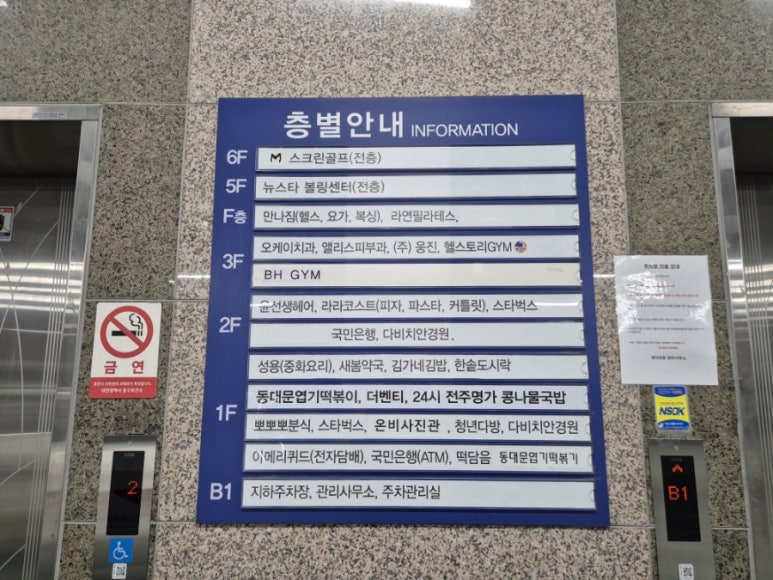 층별안내 INFORMATION
6F M 스크린골프(전층)
5F 뉴스타 볼링센터(전층)
F층 만나짐(헬스, 요가, 복싱), 라연필라테스,
3F 오케이치과, 앨리스피부과, (주) 웅진, 헬스토리GYM
BH GYM
2F 윤선생헤어, 라라코스트(피자, 파스타, 커틀릿), 스타벅스
국민은행, 다비치안경원.
1F 성용(중화요리), 새봄약국, 김가네김밥, 한솥도시락
동대문엽기떡볶이, 더벤티, 24시 전주명가 콩나물국밥
뽀뽀뽀분식, 스타벅스, 온비사진관 , 청년다방, 다비치안경원
아메리퀴드(전자담배), 국민은행(ATM), 떡담음 동대문엽기떡볶기
B1 지하주차장, 관리사무소, 주차관리실
금 연
2
B1
NSOK